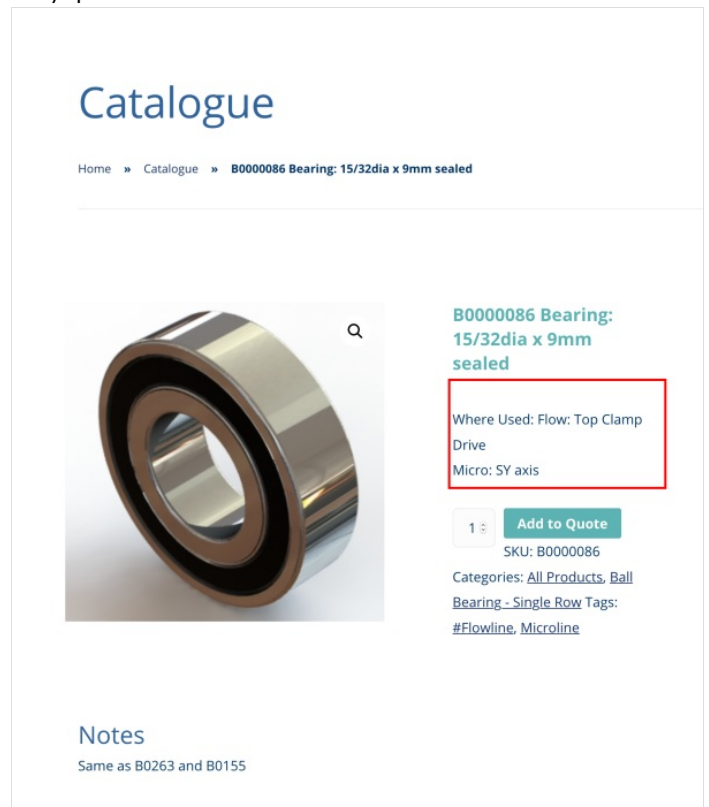 Catalogue
Home » Catalogue » B0000086 Bearing: 15/32dia x 9mm sealed
B0000086 Bearing:
15/32dia x 9mm
sealed
Where Used: Flow: Top Clamp
Drive
Micro: SY axis
1 Add to Quote
SKU: B0000086
Categories: All Products, Ball
Bearing - Single Row Tags:
#Flowline, Microline
Notes
Same as B0263 and B0155